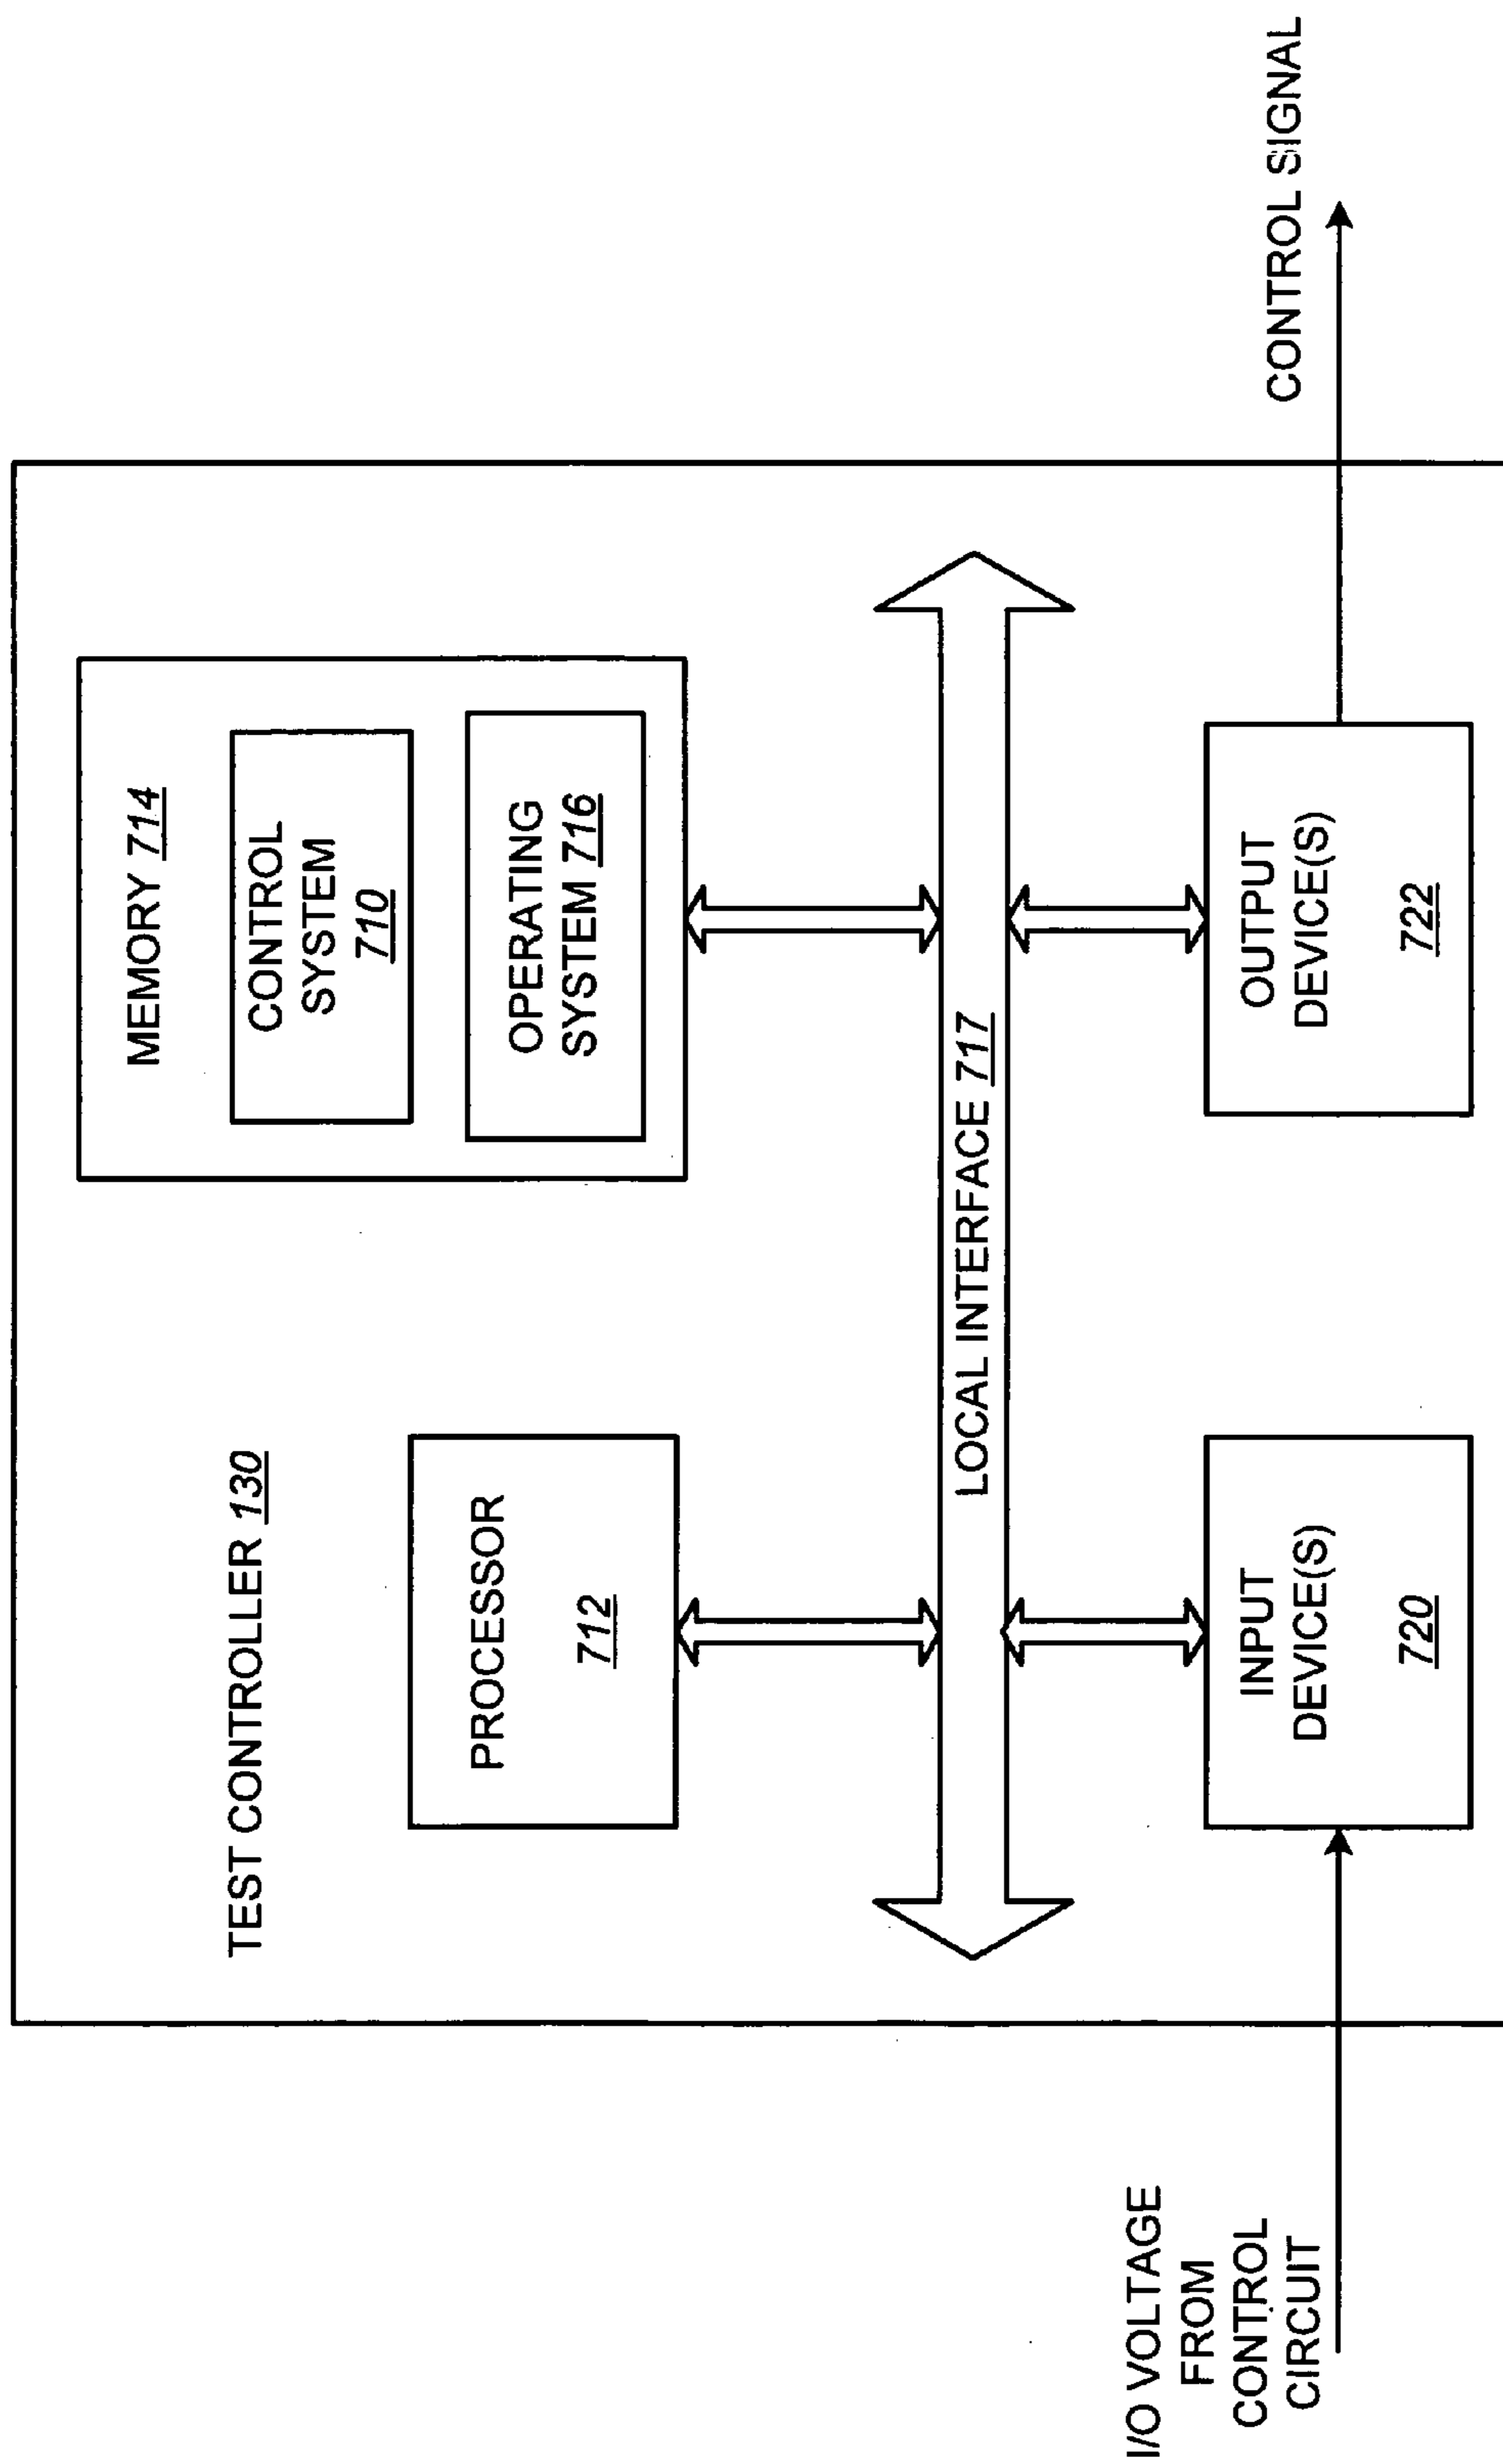 TEST CONTROLLER 130
MEMORY 714
CONTROL
SYSTEM
710
OPERATING
SYSTEM 716
PROCESSOR
712
LOCAL INTERFACE 717
INPUT
DEVICE(S)
720
OUTPUT
DEVICE(S)
722
I/O VOLTAGE
FROM
CONTROL
CIRCUIT
CONTROL SIGNAL